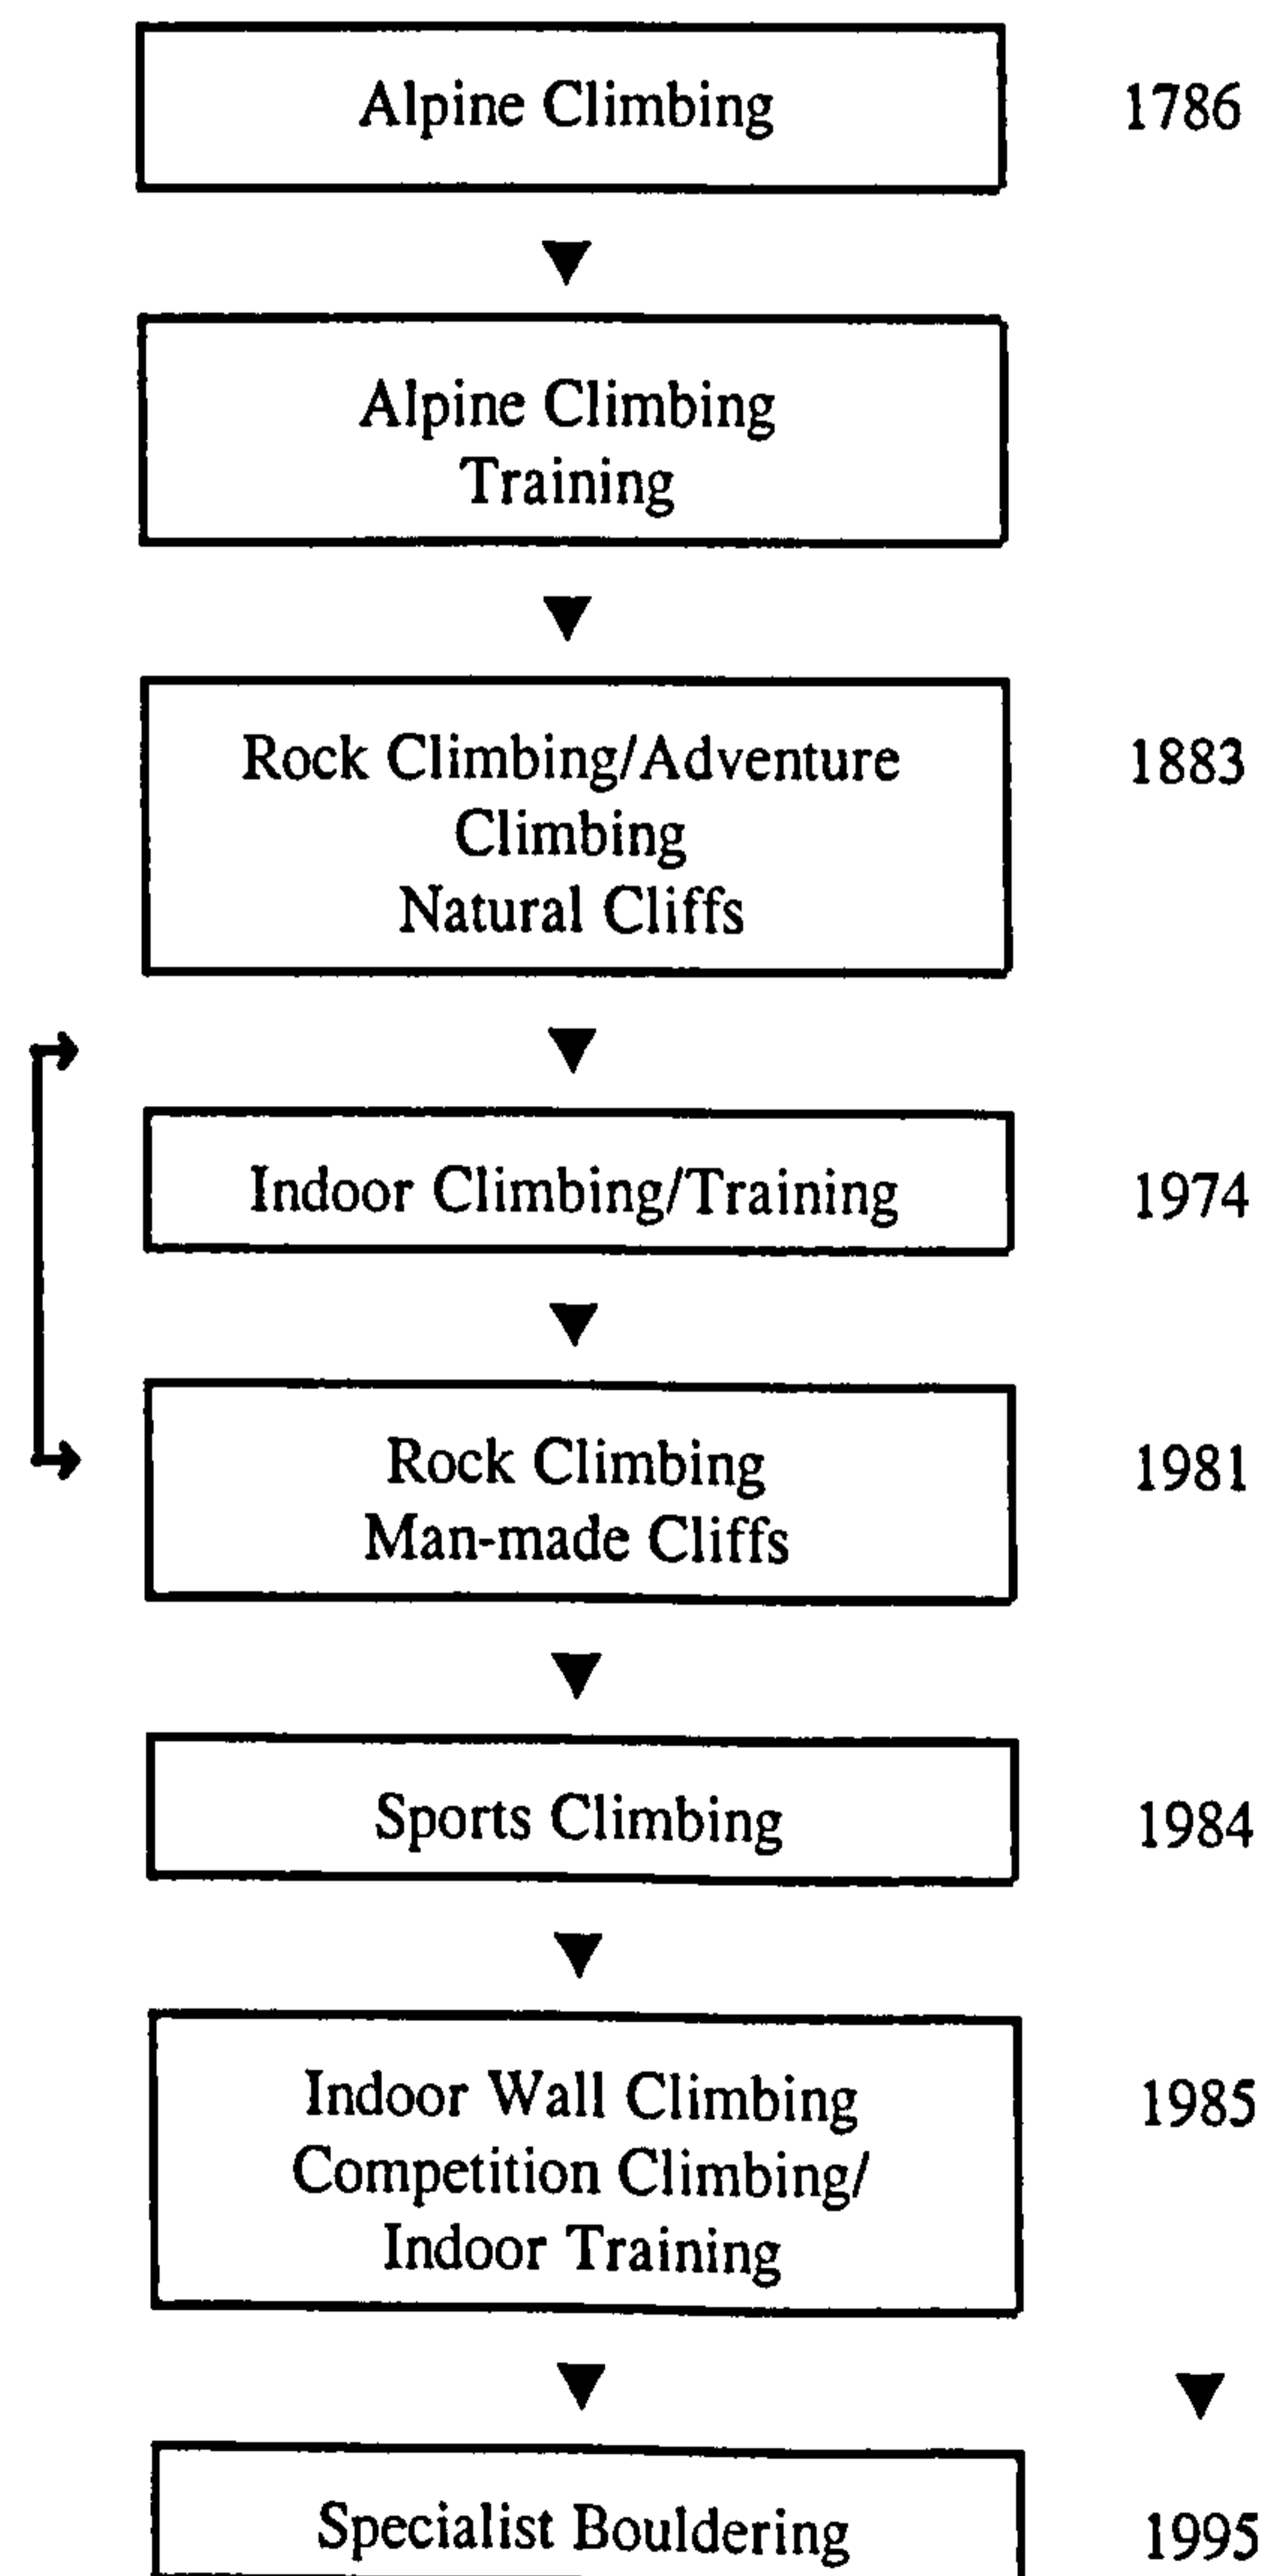 Alpine Climbing 1786
Alpine Climbing
Training
Rock Climbing/Adventure 1883
Climbing
Natural Cliffs
Indoor Climbing/Training 1974
Rock Climbing 1981
Man-made Cliffs
Sports Climbing 1984
Indoor Wall Climbing 1985
Competition Climbing/
Indoor Training
Specialist Bouldering 1995